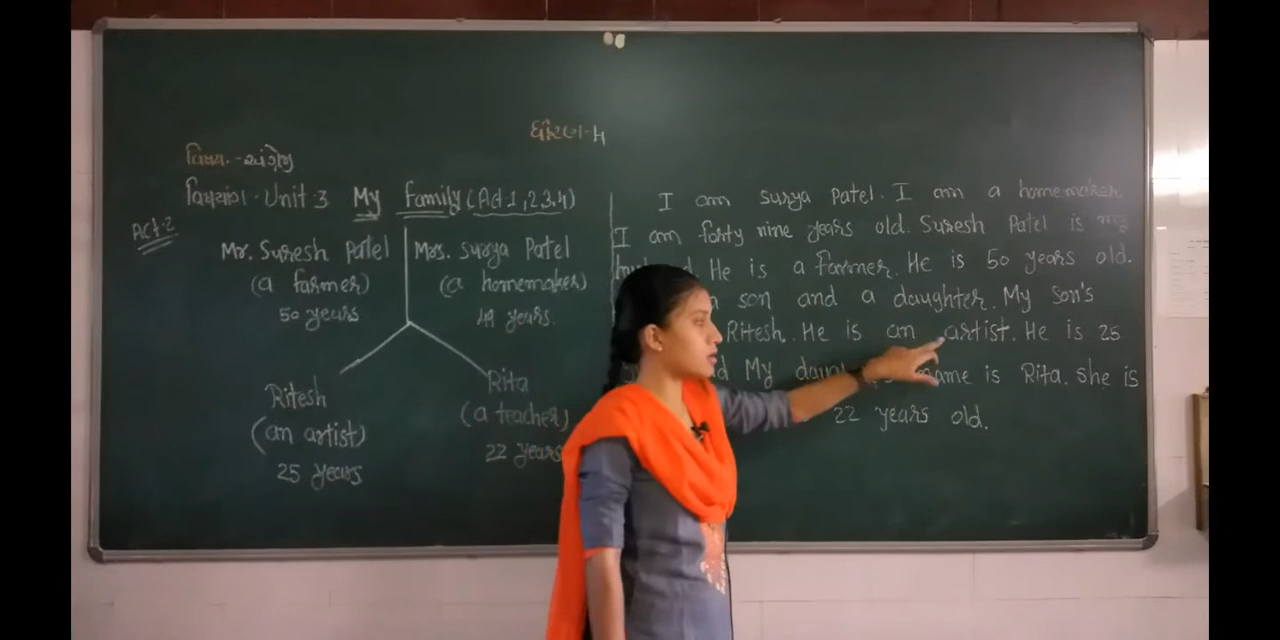 ધોરણ-૫
વિષય.-અંગ્રેજી
વિષયાંગ-Unit 3 My Family (Act 1,2,3,4)
Act-2
Mr. Suresh Patel
(a farmer)
50 years
Mrs. Surya Patel
(a homemaker)
49 years.
Ritesh
(an artist)
25 years
Rita
(a teacher)
22 years
I am surya Patel. I am a homemaker
I am forty nine years old. Suresh Patel is my
He is a farmer. He is 50 years old.
son and a daughter. My son's
Ritesh. He is an artist. He is 25
My name is Rita. she is
22 years old.